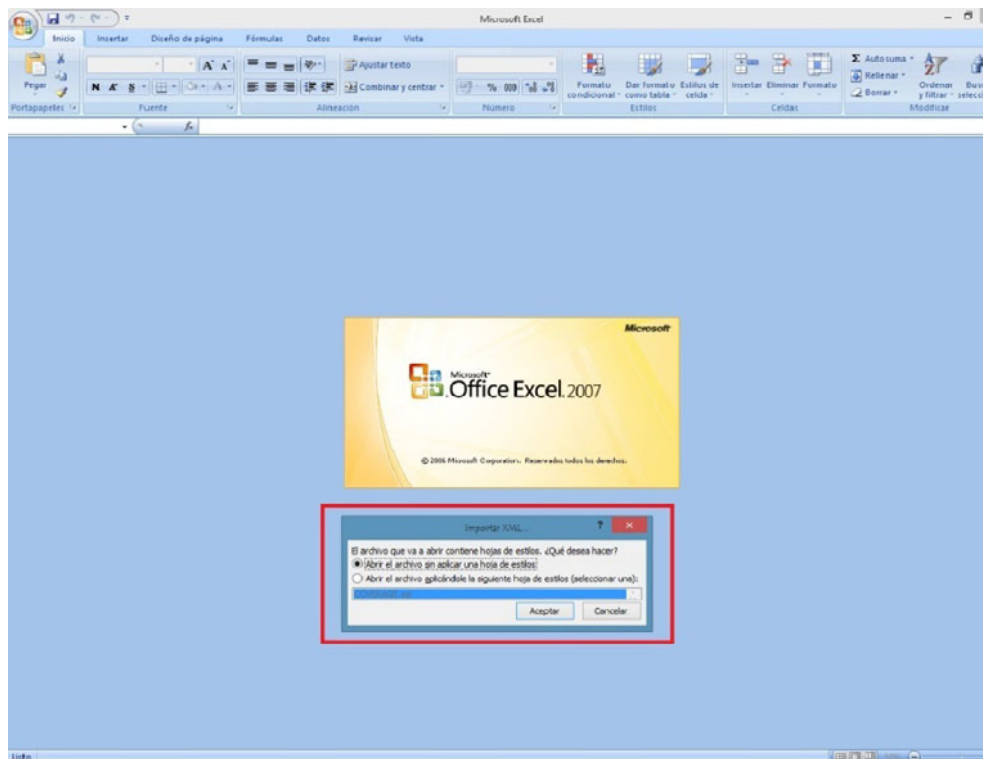 Microsoft Excel
Inicio Insertar Diseño de página Fórmulas Datos Revisar Vista
Pegar
Portapapeles
N K S
Fuente
Ajustar texto
Combinar y centrar
Alineación
% 000
Número
Formato condicional
Dar formato como tabla
Estilos de celda
Estilos
Insertar Eliminar Formato
Celdas
Σ Autosuma
Rellenar
Borrar
Ordenar y filtrar
Modificar
fx
Microsoft
Microsoft
Office Excel 2007
© 2006 Microsoft Corporation. Reservados todos los derechos.
Importar XML...
El archivo que va a abrir contiene hojas de estilos. ¿Qué desea hacer?
Abrir el archivo sin aplicar una hoja de estilos
Abrir el archivo aplicándole la siguiente hoja de estilos (seleccionar una):
Aceptar Cancelar
Listo